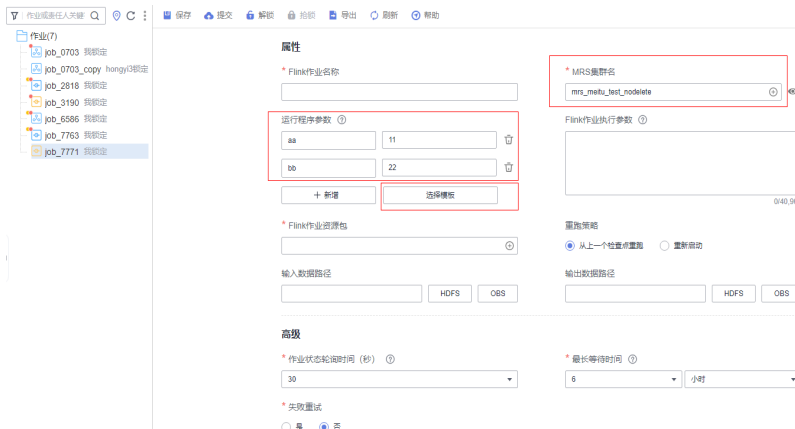 作业或责任人关键
保存 提交 解锁 抢锁 导出 刷新 帮助
作业(7)
job_0703 我锁定
job_0703_copy hongyi3锁定
job_2818 我锁定
job_3190 我锁定
job_6586 我锁定
job_7763 我锁定
job_7771 我锁定
属性
* Flink作业名称
* MRS集群名
mrs_meitu_test_nodelete
运行程序参数
Flink作业执行参数
aa 11
bb 22
+ 新增 选择模板
0/40,9
* Flink作业资源包
重跑策略
从上一个检查点重跑 重新启动
输入数据路径
输出数据路径
HDFS OBS
HDFS OBS
高级
* 作业状态轮询时间（秒）
* 最长等待时间
30
6 小时
* 失败重试
是 否